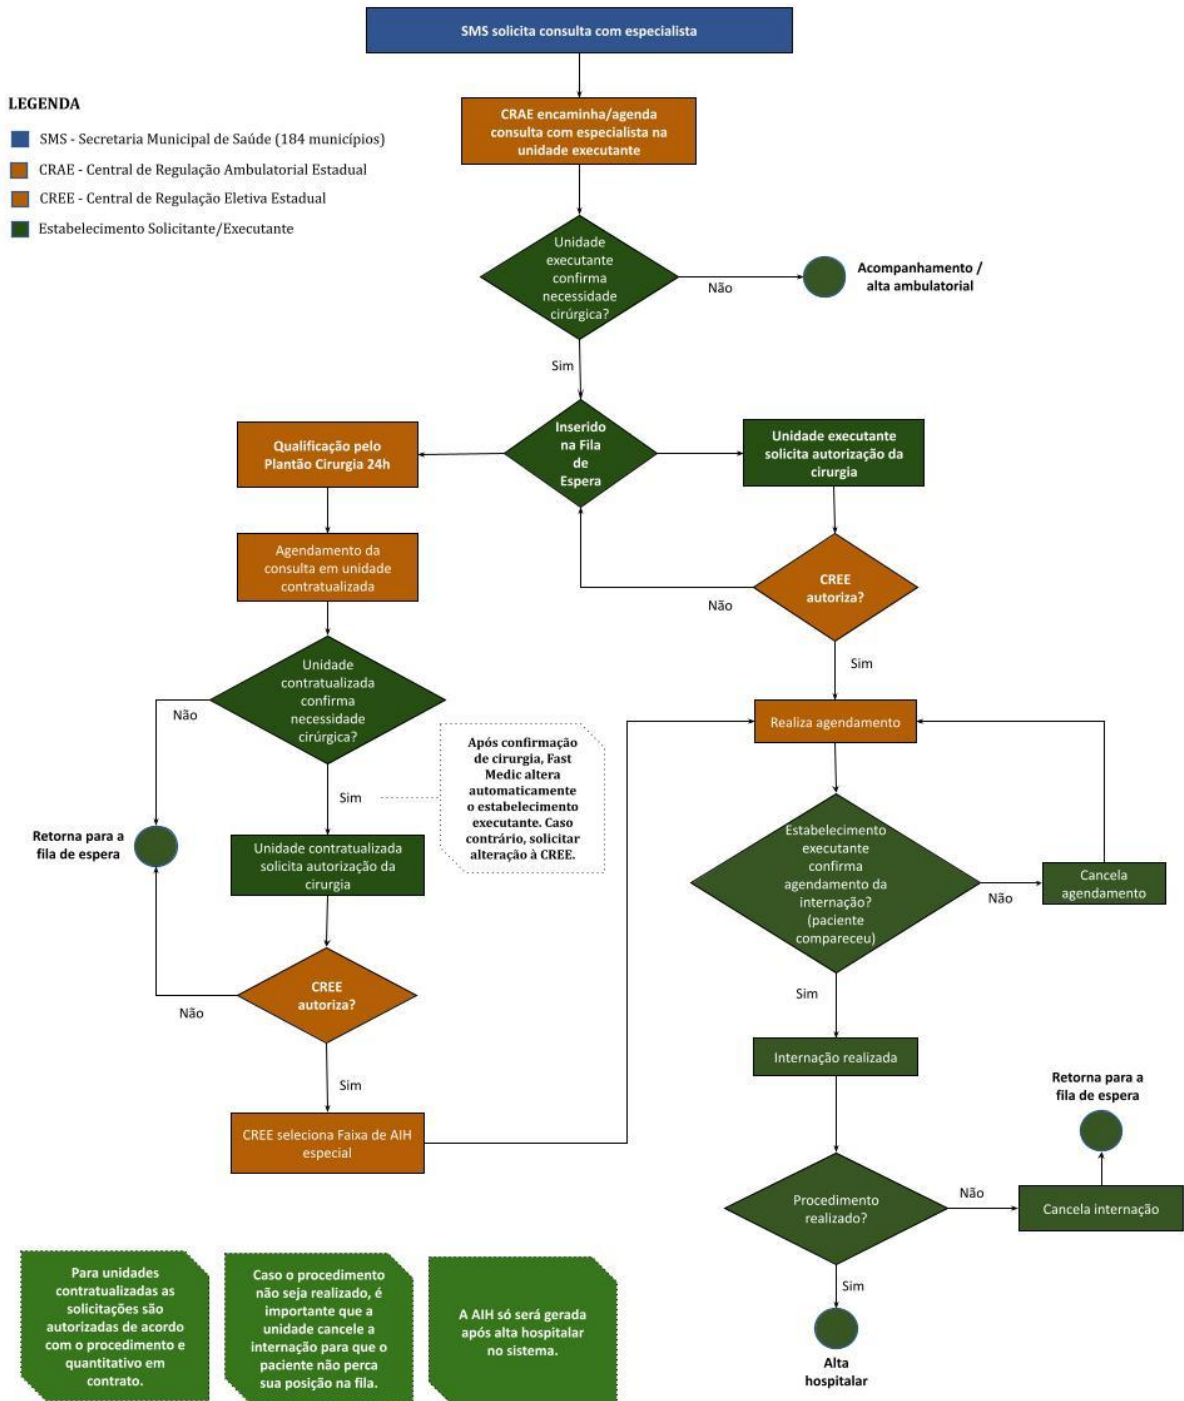 SMS solicita consulta com especialista
LEGENDA
SMS - Secretaria Municipal de Saúde (184 municípios)
CRAE - Central de Regulação Ambulatorial Estadual
CREE - Central de Regulação Eletiva Estadual
Estabelecimento Solicitante/Executante
CRAE encaminha/agenda
consulta com especialista na
unidade executante
Unidade
executante
confirma
necessidade
cirúrgica?
Não
Acompanhamento /
alta ambulatorial
Sim
Inserido
na Fila
de
Espera
Qualificação pelo
Plantão Cirurgia 24h
Unidade executante
solicita autorização da
cirurgia
Agendamento da
consulta em unidade
contratualizada
CREE
autoriza?
Não
Sim
Unidade
contratualizada
confirma
necessidade
cirúrgica?
Não
Sim
Após confirmação
de cirurgia, Fast
Medic altera
automaticamente
o estabelecimento
executante. Caso
contrário, solicitar
alteração à CREE.
Realiza agendamento
Retorna para a
fila de espera
Unidade contratualizada
solicita autorização da
cirurgia
Estabelecimento
executante
confirma
agendamento da
internação?
(paciente
compareceu)
Não
Cancela
agendamento
Sim
CREE
autoriza?
Não
Sim
Internação realizada
CREE seleciona Faixa de AIH
especial
Retorna para a
fila de espera
Procedimento
realizado?
Não
Cancela internação
Sim
Alta
hospitalar
Para unidades
contratualizadas as
solicitações são
autorizadas de acordo
com o procedimento e
quantitativo em
contrato.
Caso o procedimento
não seja realizado, é
importante que a
unidade cancele a
internação para que o
paciente não perca
sua posição na fila.
A AIH só será gerada
após alta hospitalar
no sistema.